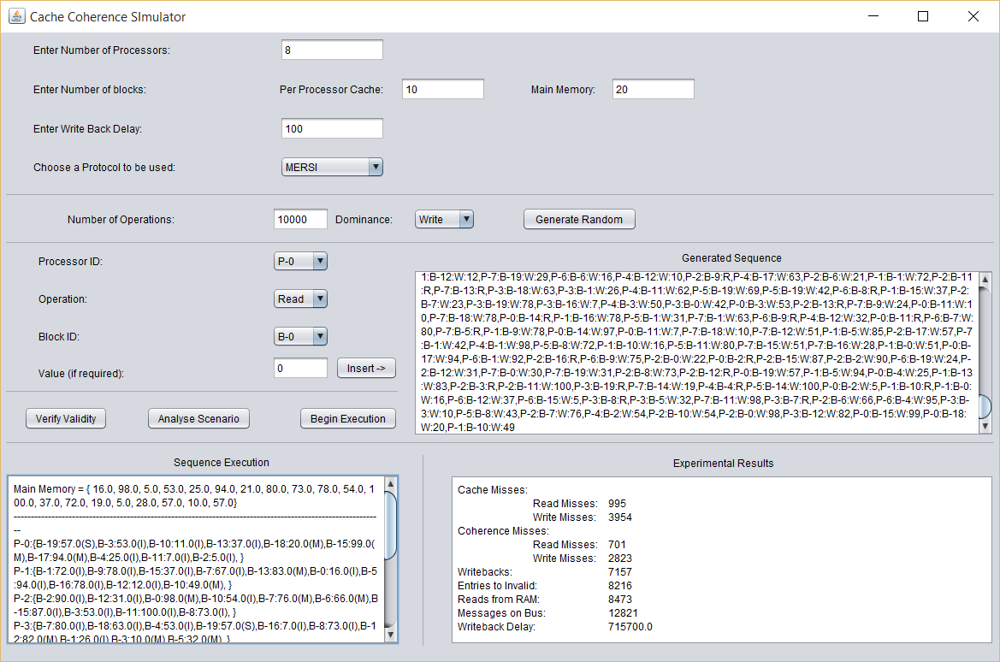 Cache Coherence SImulator
Enter Number of Processors: 8
Enter Number of blocks: Per Processor Cache: 10 Main Memory: 20
Enter Write Back Delay: 100
Choose a Protocol to be used: MERSI
Number of Operations: 10000 Dominance: Write Generate Random
Processor ID: P-0
Operation: Read
Block ID: B-0
Value (if required): 0 Insert ->
Verify Validity Analyse Scenario Begin Execution
Generated Sequence
1:B-12:W:12,P-7:B-19:W:29,P-6:B-6:W:16,P-4:B-12:W:10,P-2:B-9:R,P-4:B-17:W:63,P-2:B-6:W:21,P-1:B-1:W:72,P-2:B-11
:R,P-7:B-13:R,P-3:B-18:W:63,P-3:B-1:W:26,P-4:B-11:W:62,P-5:B-19:W:69,P-5:B-19:W:42,P-6:B-8:R,P-1:B-15:W:37,P-2:
B-7:W:23,P-3:B-19:W:78,P-3:B-16:W:7,P-4:B-3:W:50,P-3:B-0:W:42,P-0:B-3:W:53,P-2:B-13:R,P-7:B-9:W:24,P-0:B-11:W:1
0,P-7:B-18:W:78,P-0:B-14:R,P-1:B-16:W:78,P-5:B-1:W:31,P-7:B-1:W:63,P-6:B-9:R,P-4:B-12:W:32,P-0:B-11:R,P-6:B-7:W:
80,P-7:B-5:R,P-1:B-9:W:78,P-0:B-14:W:97,P-0:B-11:W:7,P-7:B-18:W:10,P-7:B-12:W:51,P-1:B-5:W:85,P-2:B-17:W:57,P-7
:B-1:W:42,P-4:B-1:W:98,P-5:B-8:W:72,P-1:B-10:W:16,P-5:B-11:W:80,P-7:B-15:W:51,P-7:B-16:W:28,P-1:B-0:W:51,P-0:B-
17:W:94,P-6:B-1:W:92,P-2:B-16:R,P-6:B-9:W:75,P-2:B-0:W:22,P-0:B-2:R,P-2:B-15:W:87,P-2:B-2:W:90,P-6:B-19:W:24,P-
2:B-12:W:31,P-7:B-0:W:30,P-7:B-19:W:31,P-2:B-8:W:73,P-2:B-12:R,P-0:B-19:W:57,P-1:B-5:W:94,P-0:B-4:W:25,P-1:B-13
:W:83,P-2:B-3:R,P-2:B-11:W:100,P-3:B-19:R,P-7:B-14:W:19,P-4:B-4:R,P-5:B-14:W:100,P-0:B-2:W:5,P-1:B-10:R,P-1:B-0:
W:16,P-6:B-12:W:37,P-6:B-15:W:5,P-3:B-8:R,P-3:B-5:W:32,P-7:B-11:W:98,P-3:B-7:R,P-2:B-6:W:66,P-6:B-4:W:95,P-3:B-
3:W:10,P-5:B-8:W:43,P-2:B-7:W:76,P-4:B-2:W:54,P-2:B-10:W:54,P-2:B-0:W:98,P-3:B-12:W:82,P-0:B-15:W:99,P-0:B-18:
W:20,P-1:B-10:W:49
Sequence Execution
Main Memory = { 16.0, 98.0, 5.0, 53.0, 25.0, 94.0, 21.0, 80.0, 73.0, 78.0, 54.0, 1
00.0, 37.0, 72.0, 19.0, 5.0, 28.0, 57.0, 10.0, 57.0}
P-0:{B-19:57.0(S),B-3:53.0(I),B-10:11.0(I),B-13:37.0(I),B-18:20.0(M),B-15:99.0(
M),B-17:94.0(M),B-4:25.0(I),B-11:7.0(I),B-2:5.0(I), }
P-1:{B-1:72.0(I),B-9:78.0(I),B-15:37.0(I),B-7:67.0(I),B-13:83.0(M),B-0:16.0(I),B-5
:94.0(I),B-16:78.0(I),B-12:12.0(I),B-10:49.0(M), }
P-2:{B-2:90.0(I),B-12:31.0(I),B-0:98.0(M),B-10:54.0(I),B-7:76.0(M),B-6:66.0(M),B
-15:87.0(I),B-3:53.0(I),B-11:100.0(I),B-8:73.0(I), }
P-3:{B-7:80.0(I),B-18:63.0(I),B-4:53.0(I),B-19:57.0(S),B-16:7.0(I),B-8:73.0(I),B-1
2:82.0(M),B-1:26.0(I),B-3:10.0(M),B-5:32.0(M), }
Experimental Results
Cache Misses:
Read Misses: 995
Write Misses: 3954
Coherence Misses:
Read Misses: 701
Write Misses: 2823
Writebacks: 7157
Entries to Invalid: 8216
Reads from RAM: 8473
Messages on Bus: 12821
Writeback Delay: 715700.0